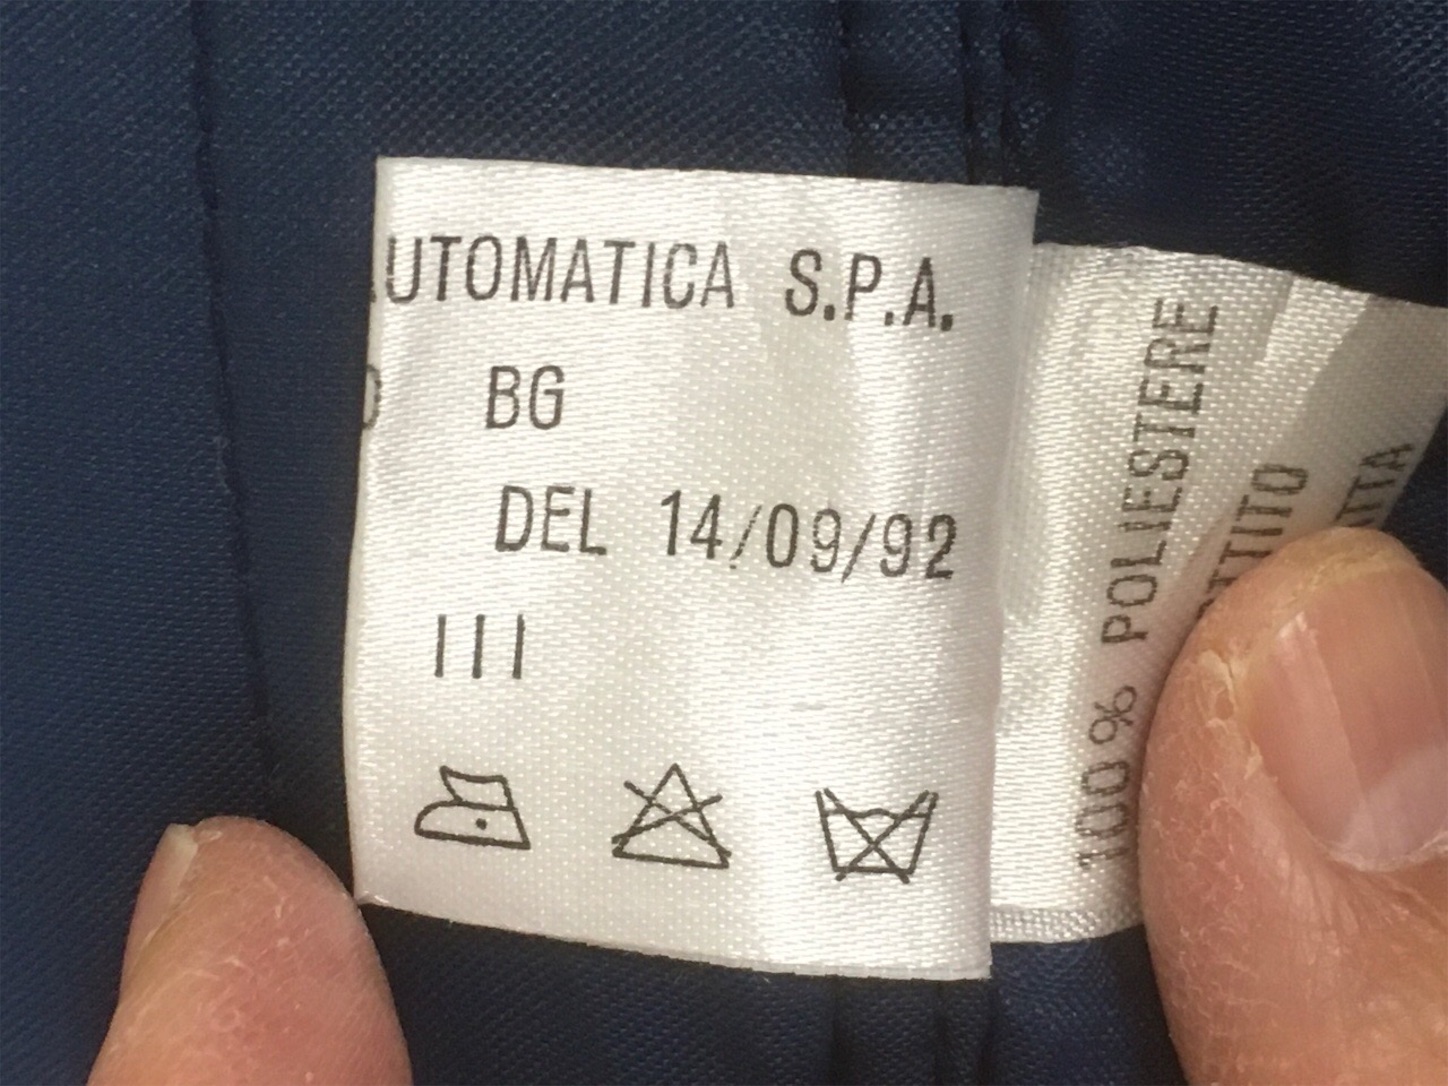 UTOMATICA S.P.A.
BG
DEL 14/09/92
III
100% POLIESTERE